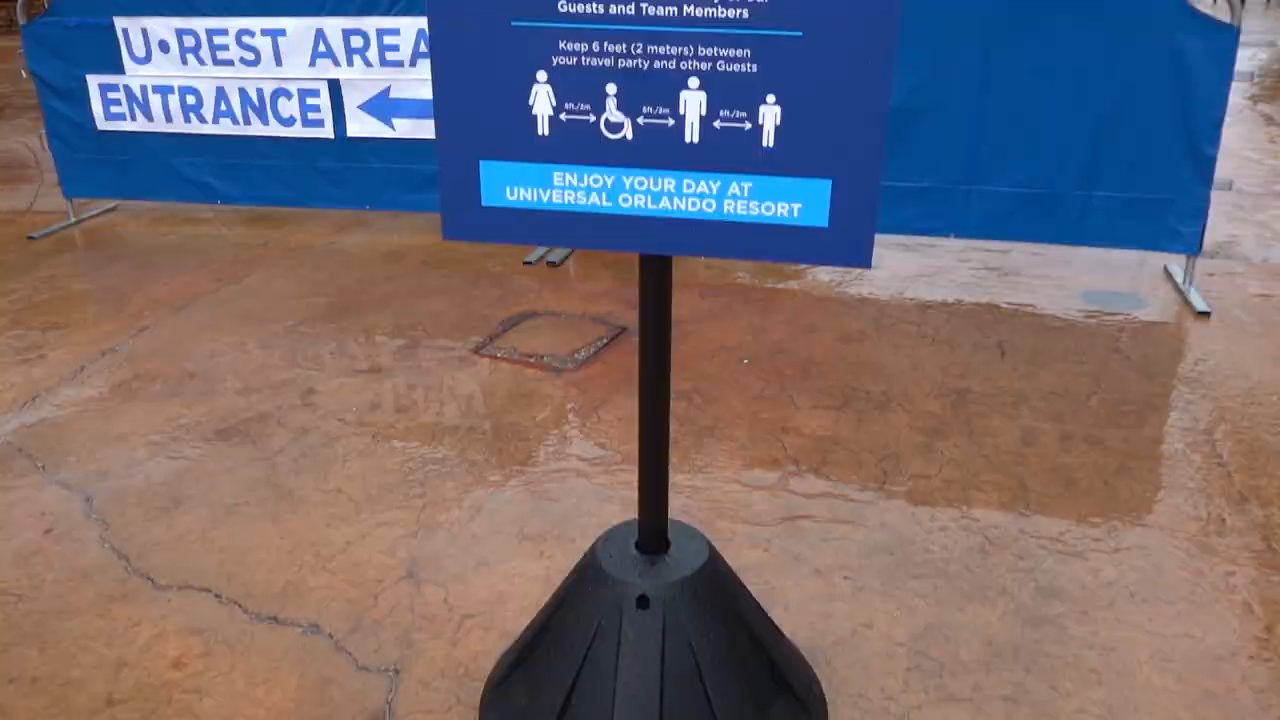 Guests and Team Members
Keep 6 feet (2 meters) between
your travel party and other Guests
6ft./2m
6ft./2m
6ft./2m
ENJOY YOUR DAY AT
UNIVERSAL ORLANDO RESORT
U•REST AREA
ENTRANCE